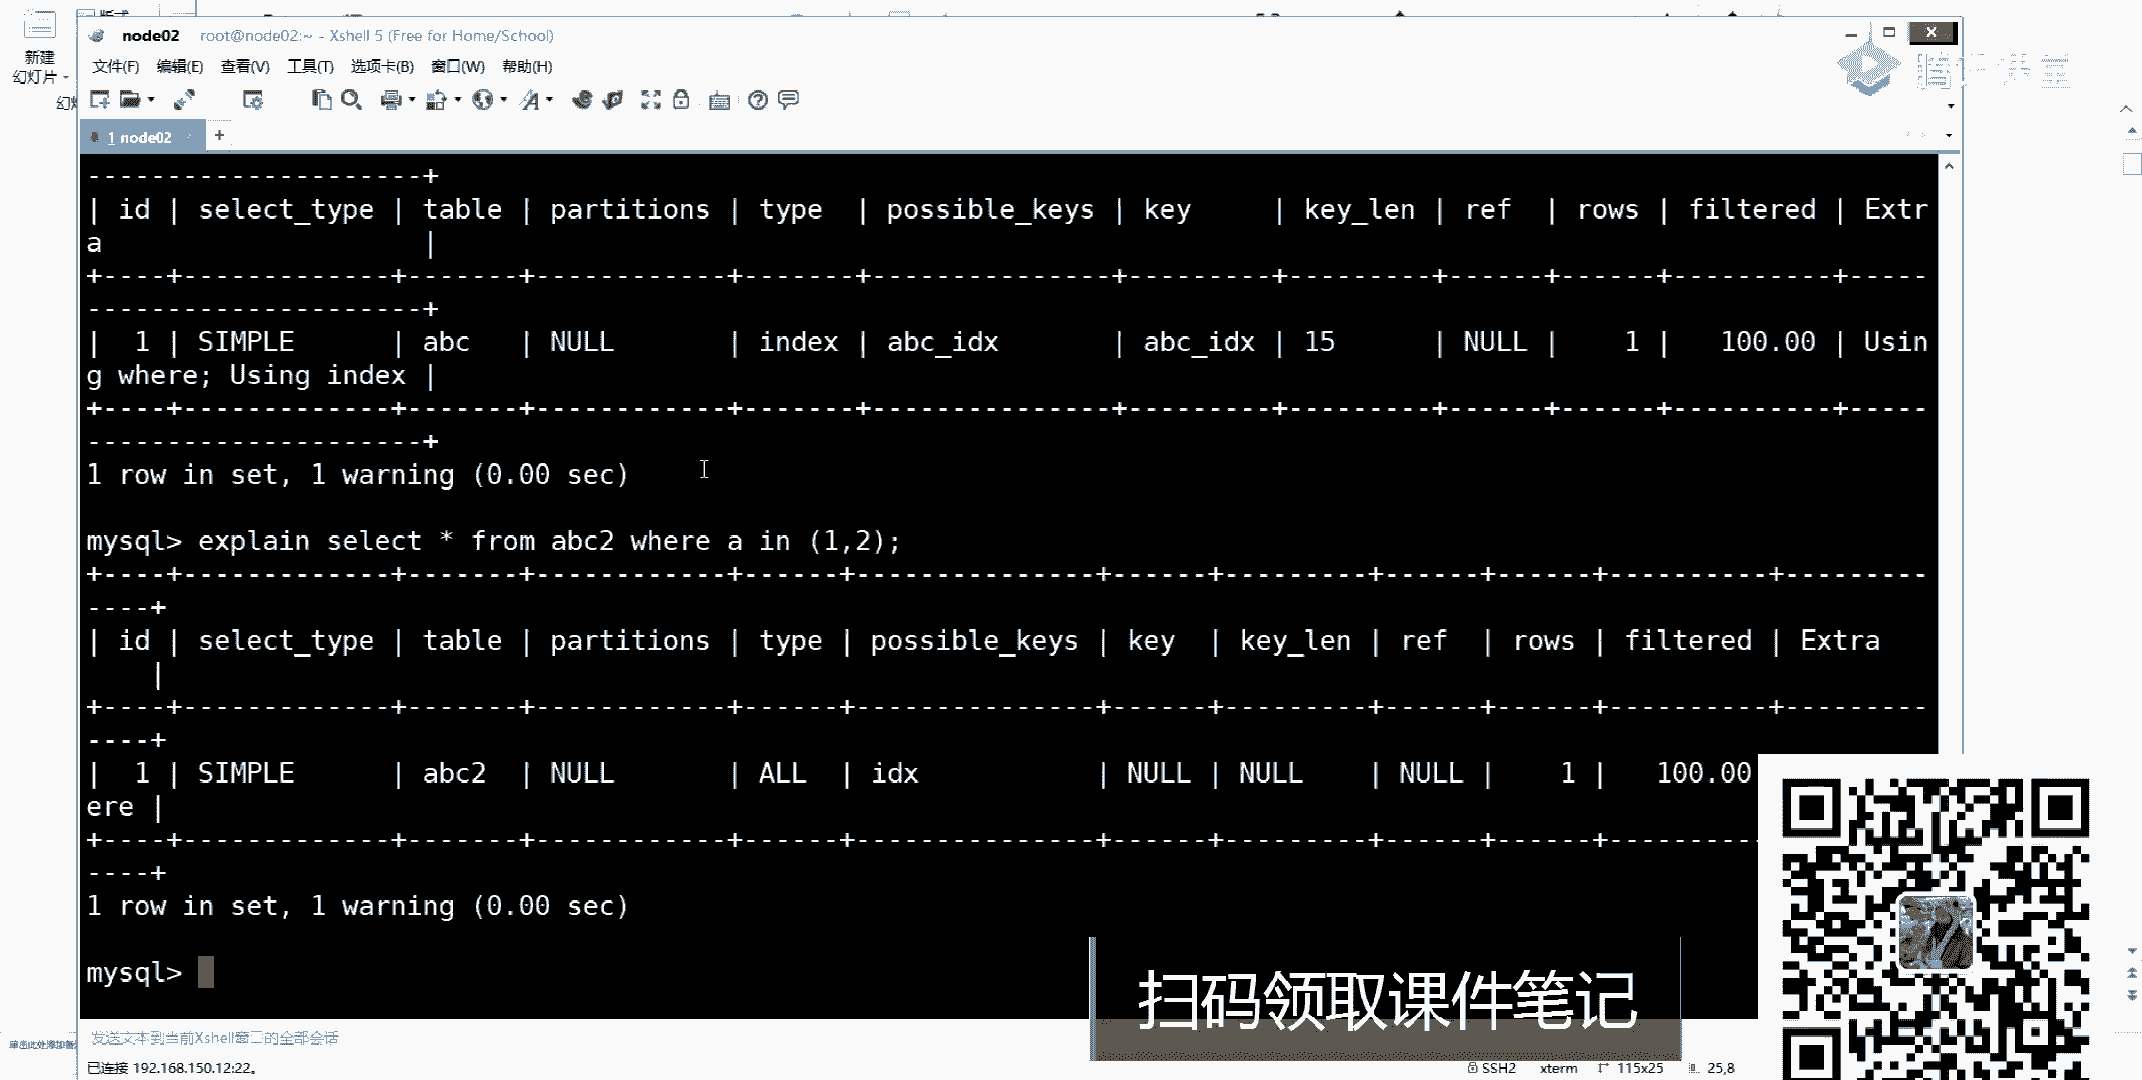 新建
幻灯片
node02 root@node02:~ - Xshell 5 (Free for Home/School)
文件(F) 编辑(E) 查看(V) 工具(T) 选项卡(B) 窗口(W) 帮助(H)
1 node02 +
---------------------+
| id | select_type | table | partitions | type  | possible_keys | key     | key_len | ref  | rows | filtered | Extr
a                    |
+----+-------------+-------+------------+-------+---------------+---------+---------+------+------+----------+-----
---------------------+
|  1 | SIMPLE      | abc   | NULL       | index | abc_idx       | abc_idx | 15      | NULL |    1 |   100.00 | Usin
g where; Using index |
+----+-------------+-------+------------+-------+---------------+---------+---------+------+------+----------+-----
---------------------+
1 row in set, 1 warning (0.00 sec)
mysql> explain select * from abc2 where a in (1,2);
+----+-------------+-------+------------+------+---------------+------+---------+------+------+----------+---------
----+
| id | select_type | table | partitions | type | possible_keys | key  | key_len | ref  | rows | filtered | Extra
    |
+----+-------------+-------+------------+------+---------------+------+---------+------+------+----------+---------
----+
|  1 | SIMPLE      | abc2  | NULL       | ALL  | idx           | NULL | NULL    | NULL |    1 |   100.00
ere |
+----+-------------+-------+------------+------+---------------+------+---------+------+------+----------
----+
1 row in set, 1 warning (0.00 sec)
mysql>
扫码领取课件笔记
发送文本到当前Xshell窗口的全部会话
已连接 192.168.150.12:22。 SSH2 xterm 115x25 25,8